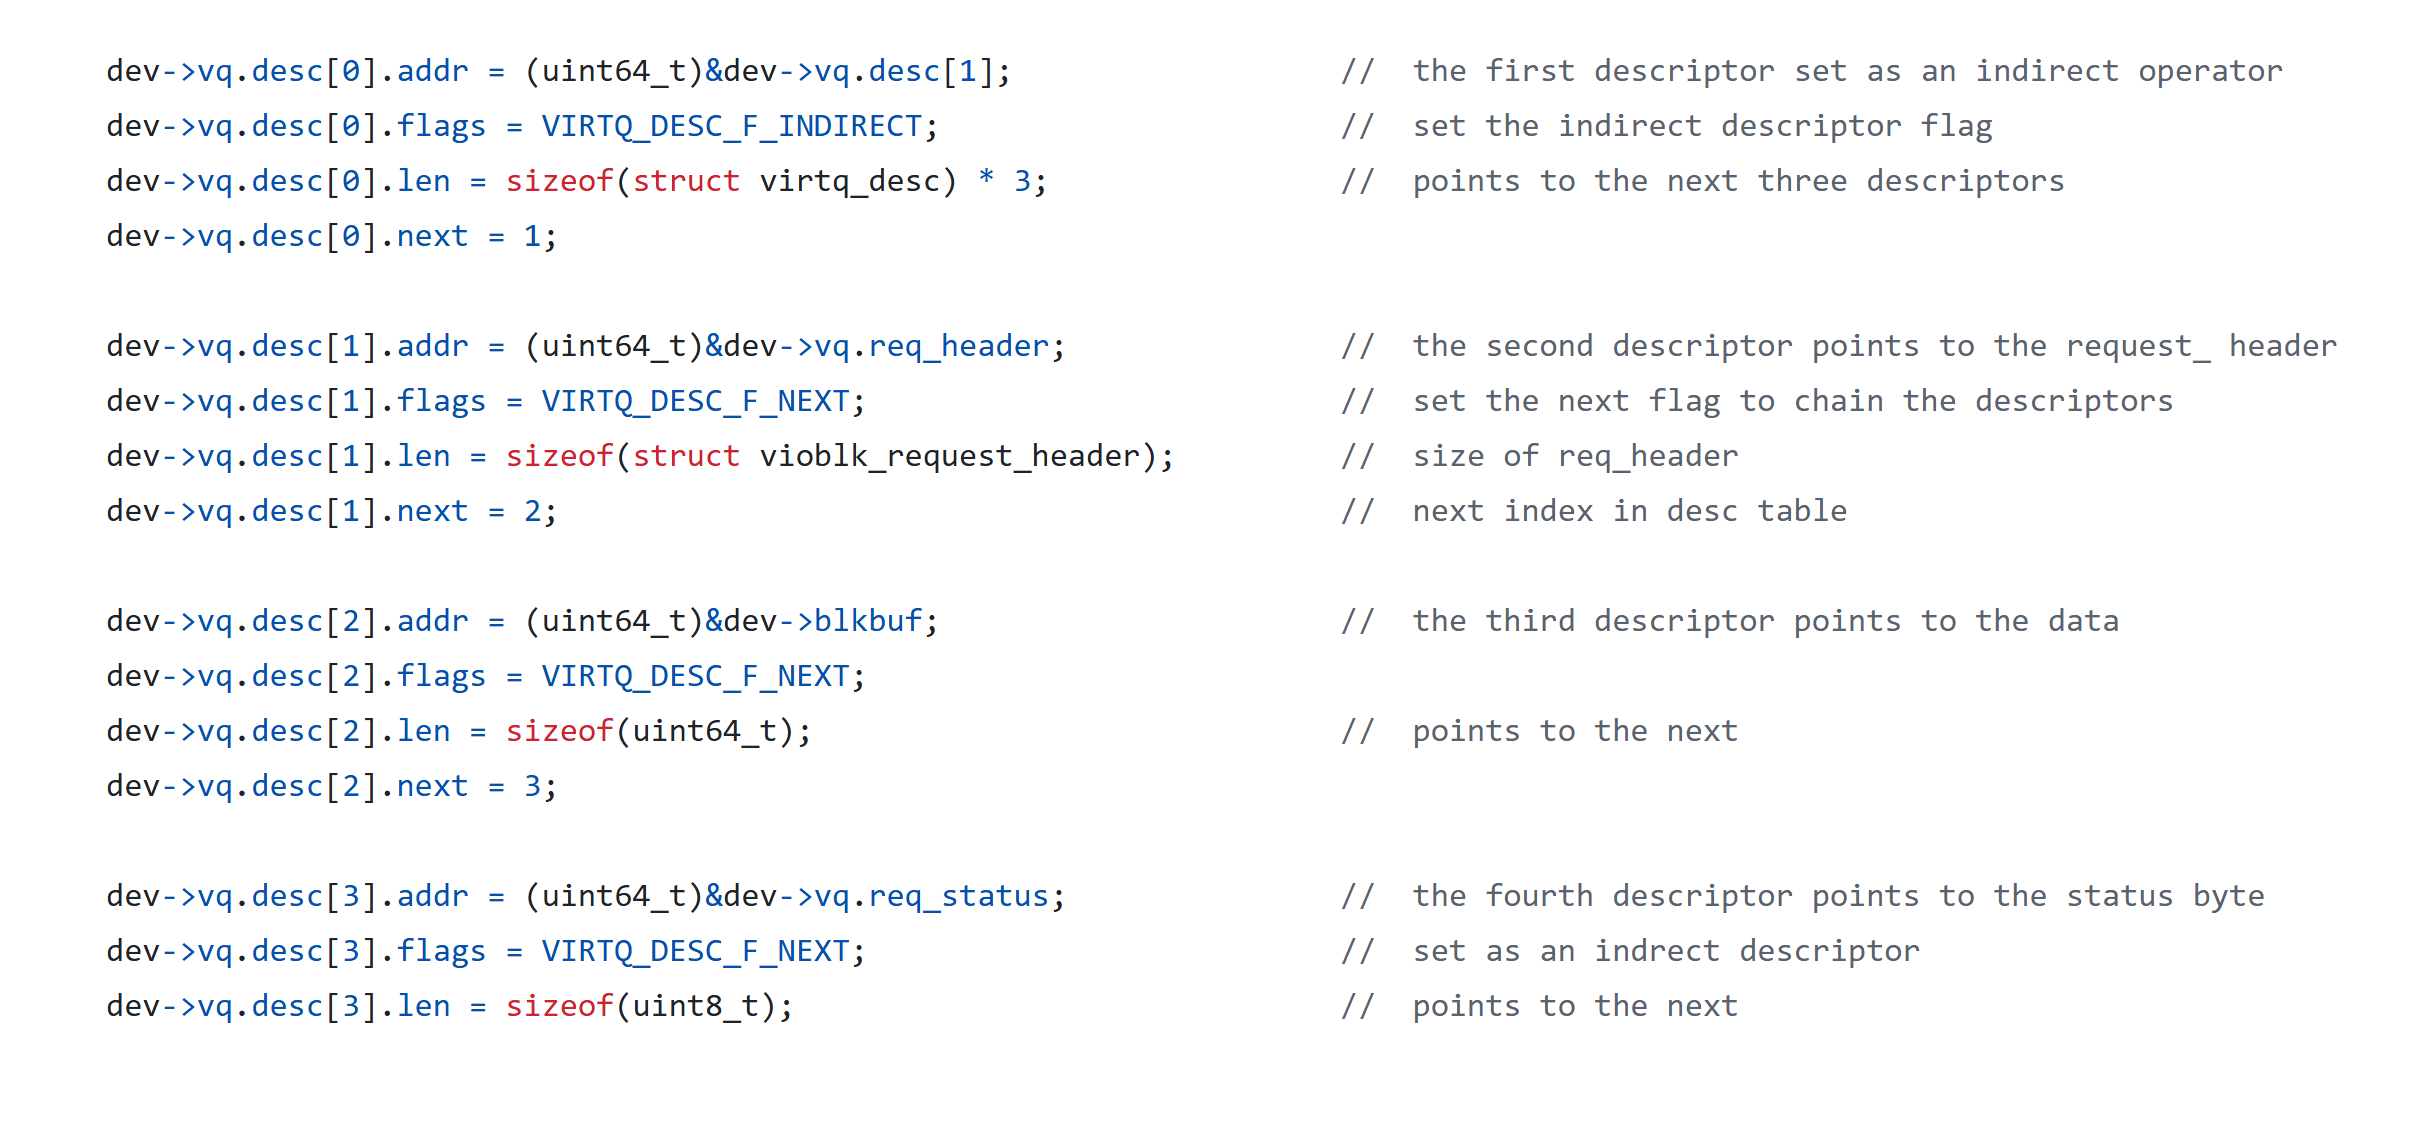 dev->vq.desc[0].addr = (uint64_t)&dev->vq.desc[1]; // the first descriptor set as an indirect operator
dev->vq.desc[0].flags = VIRTQ_DESC_F_INDIRECT; // set the indirect descriptor flag
dev->vq.desc[0].len = sizeof(struct virtq_desc) * 3; // points to the next three descriptors
dev->vq.desc[0].next = 1;
dev->vq.desc[1].addr = (uint64_t)&dev->vq.req_header; // the second descriptor points to the request_ header
dev->vq.desc[1].flags = VIRTQ_DESC_F_NEXT; // set the next flag to chain the descriptors
dev->vq.desc[1].len = sizeof(struct vioblk_request_header); // size of req_header
dev->vq.desc[1].next = 2; // next index in desc table
dev->vq.desc[2].addr = (uint64_t)&dev->blkbuf; // the third descriptor points to the data
dev->vq.desc[2].flags = VIRTQ_DESC_F_NEXT;
dev->vq.desc[2].len = sizeof(uint64_t); // points to the next
dev->vq.desc[2].next = 3;
dev->vq.desc[3].addr = (uint64_t)&dev->vq.req_status; // the fourth descriptor points to the status byte
dev->vq.desc[3].flags = VIRTQ_DESC_F_NEXT; // set as an indrect descriptor
dev->vq.desc[3].len = sizeof(uint8_t); // points to the next